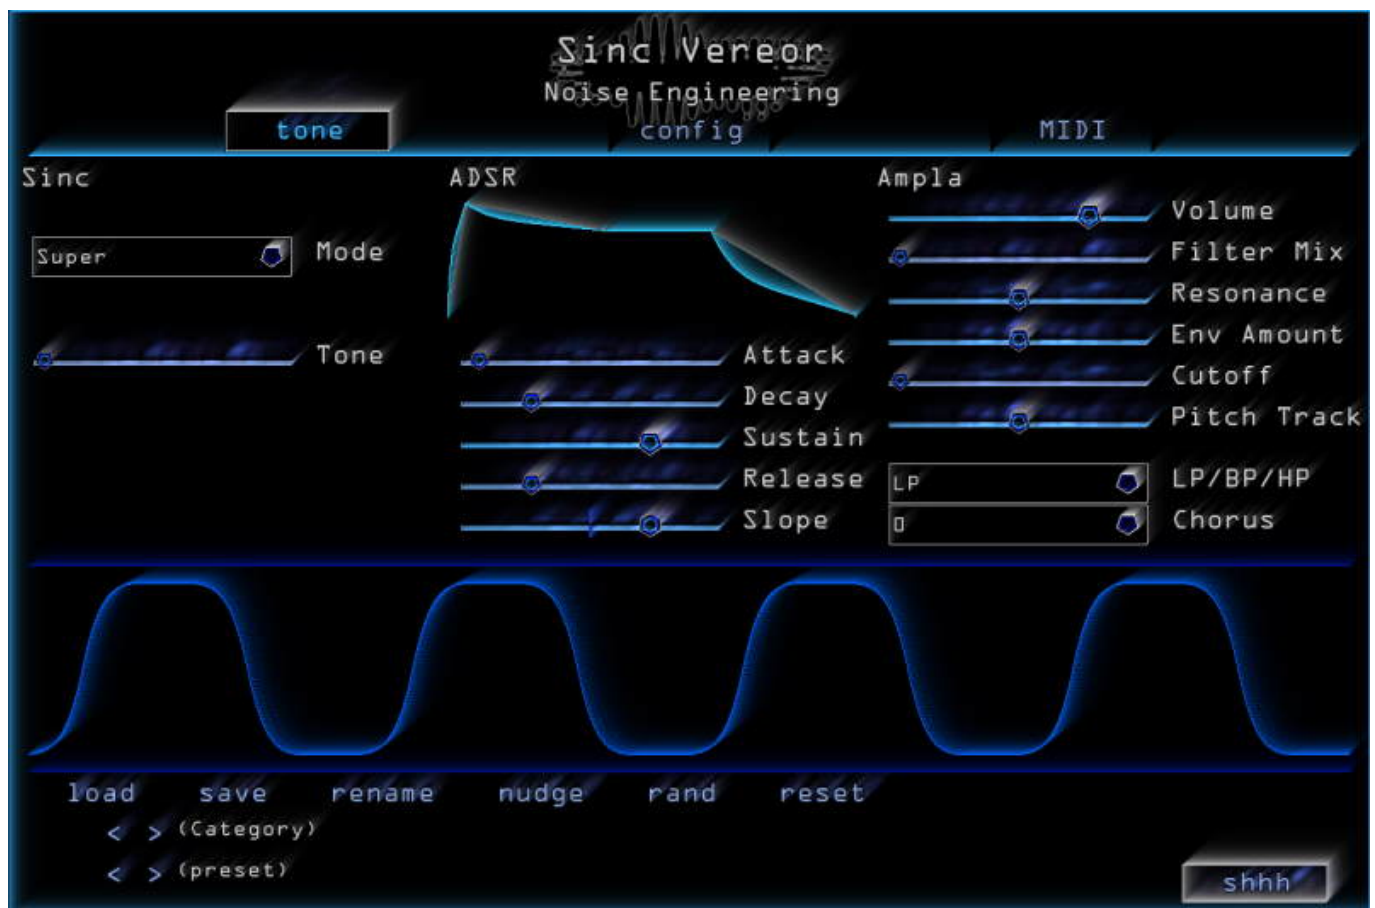 Sinc Vereor
Noise Engineering
tone config MIDI
Sinc
Super Mode
Tone
ADSR
Attack
Decay
Sustain
Release
Slope
Ampla
Volume
Filter Mix
Resonance
Env Amount
Cutoff
Pitch Track
LP LP/BP/HP
0 Chorus
load save rename nudge rand reset
< > (Category)
< > (preset)
shhh